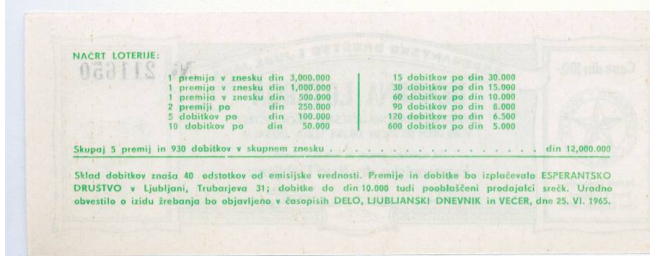 NAČRT LOTERIJE:
1 premija v znesku din 3,000.000
1 premija v znesku din 1,000.000
1 premija v znesku din 500.000
2 premiji po din 250.000
5 dobitkov po din 100.000
10 dobitkov po din 50.000
15 dobitkov po din 30.000
30 dobitkov po din 15.000
60 dobitkov po din 10.000
90 dobitkov po din 8.000
120 dobitkov po din 6.500
600 dobitkov po din 5.000
Skupaj 5 premij in 930 dobitkov v skupnem znesku . . . . . . . . . . . . . . . . din 12,000.000
Sklad dobitkov znaša 40 odstotkov od emisijske vrednosti. Premije in dobitke bo izplačevalo ESPERANTSKO
DRUŠTVO v Ljubljani, Trubarjeva 31; dobitke do din 10.000 tudi pooblaščeni prodajalci srečk. Uradno
obvestilo o izidu žrebanja bo objavljeno v časopisih DELO, LJUBLJANSKI DNEVNIK in VEČER, dne 25. VI. 1965.